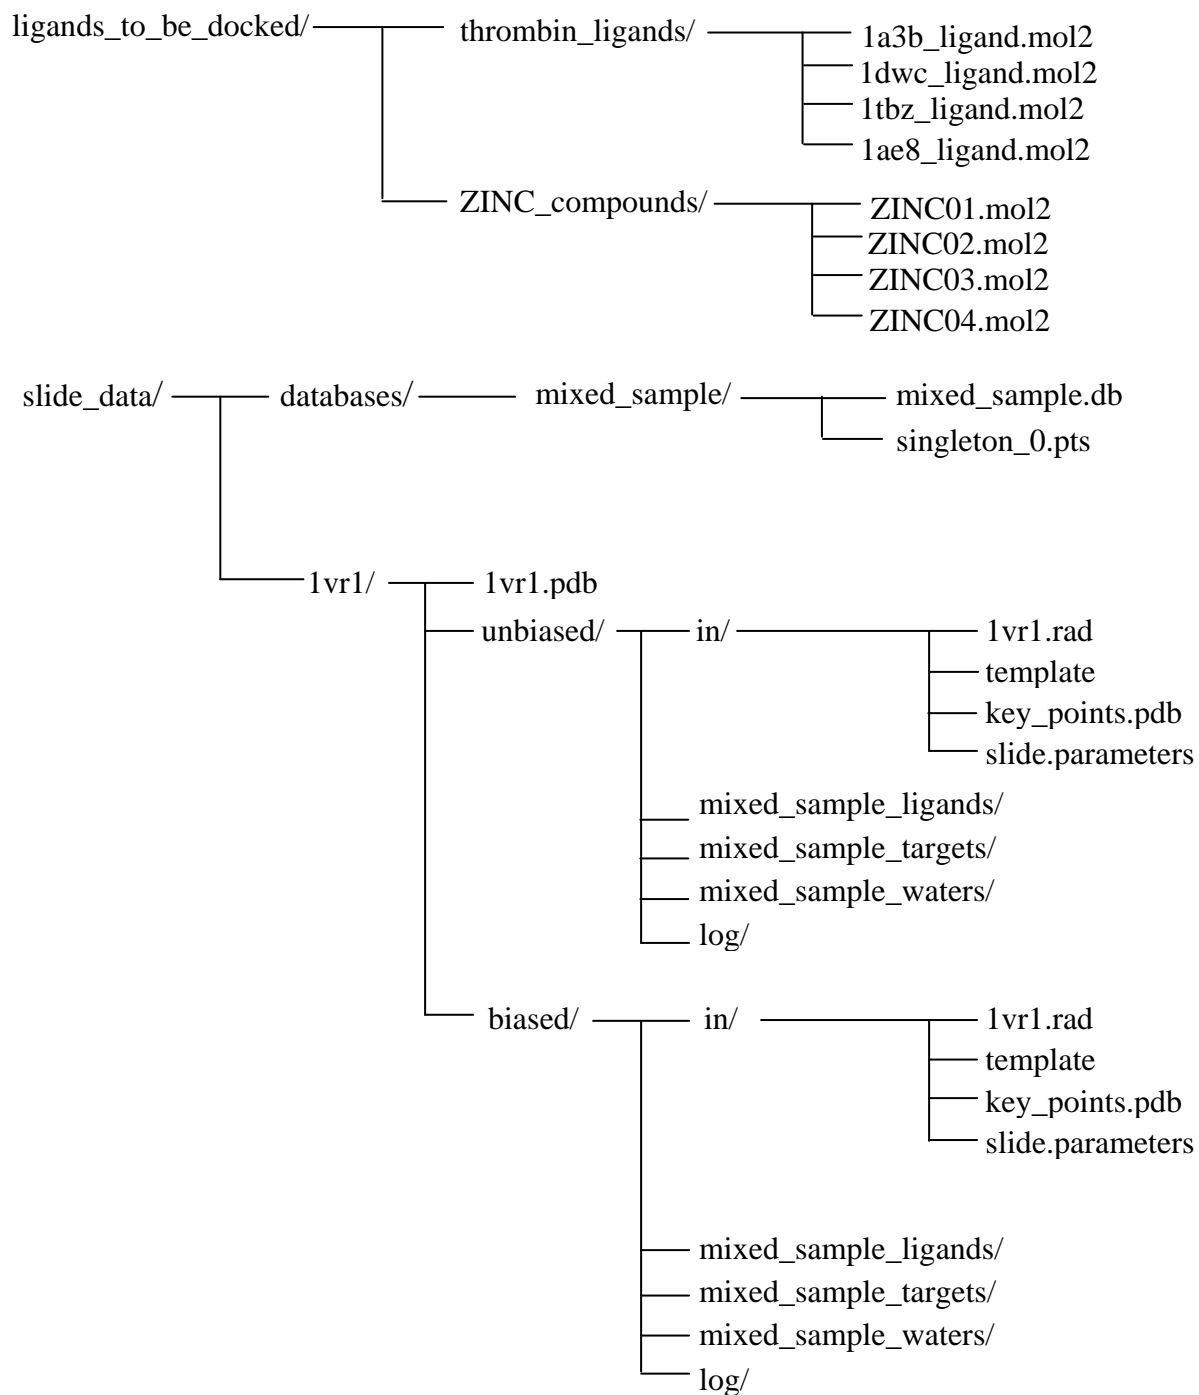 ligands_to_be_docked/ thrombin_ligands/ 1a3b_ligand.mol2
1dwc_ligand.mol2
1tbz_ligand.mol2
1ae8_ligand.mol2
ZINC_compounds/ ZINC01.mol2
ZINC02.mol2
ZINC03.mol2
ZINC04.mol2
slide_data/ databases/ mixed_sample/ mixed_sample.db
singleton_0.pts
1vr1/ 1vr1.pdb
unbiased/ in/ 1vr1.rad
template
key_points.pdb
slide.parameters
mixed_sample_ligands/
mixed_sample_targets/
mixed_sample_waters/
log/
biased/ in/ 1vr1.rad
template
key_points.pdb
slide.parameters
mixed_sample_ligands/
mixed_sample_targets/
mixed_sample_waters/
log/